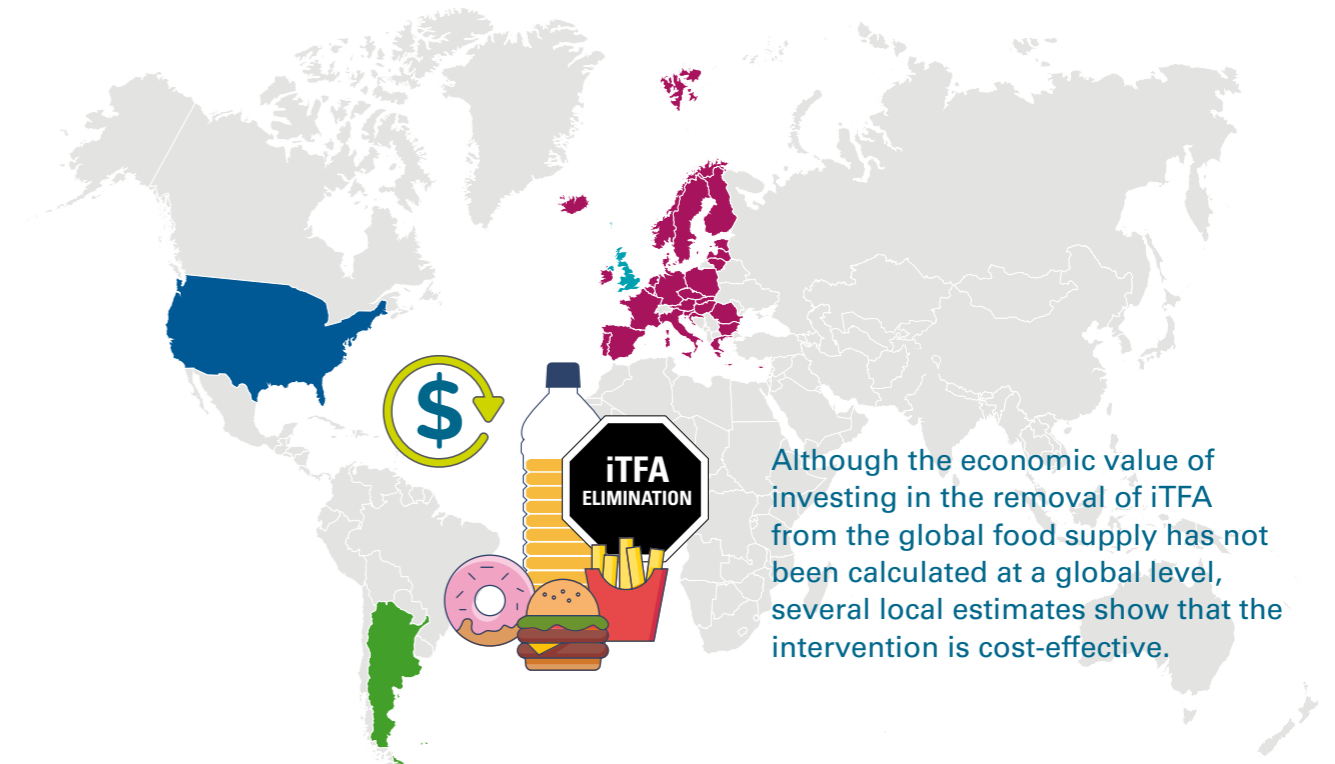 $
iTFA
ELIMINATION
Although the economic value of
investing in the removal of iTFA
from the global food supply has not
been calculated at a global level,
several local estimates show that the
intervention is cost-effective.